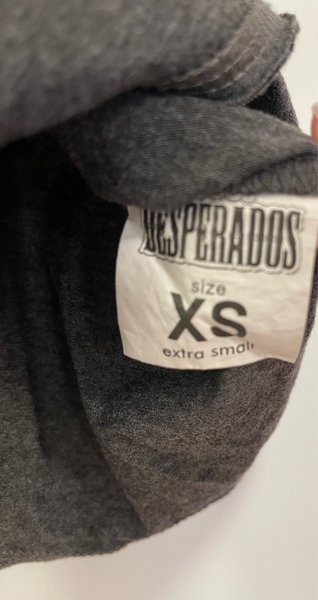 DESPERADOS
size
XS
extra small